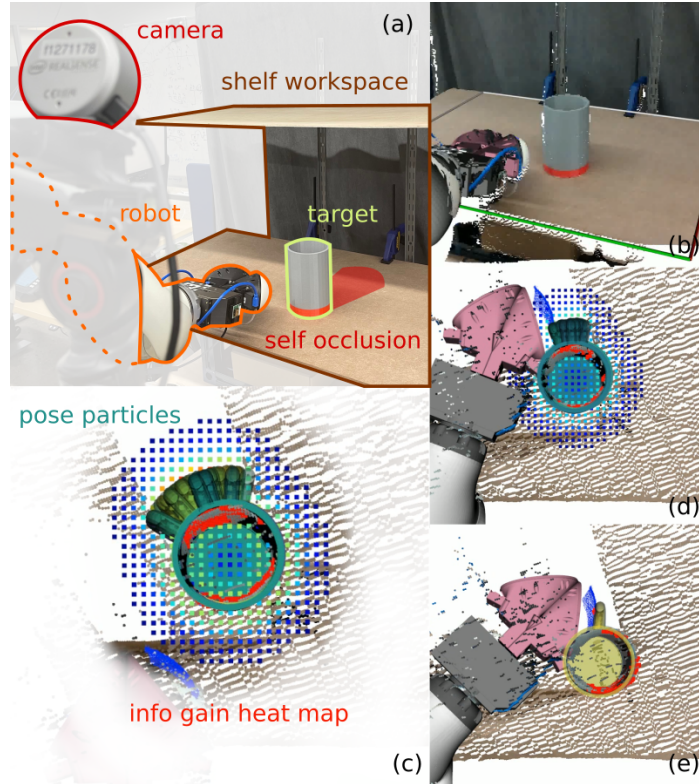 (a)
camera
f1271178
REALSENSE
shelf workspace
robot
target
self occlusion
(b)
pose particles
(d)
info gain heat map
(c)
(e)